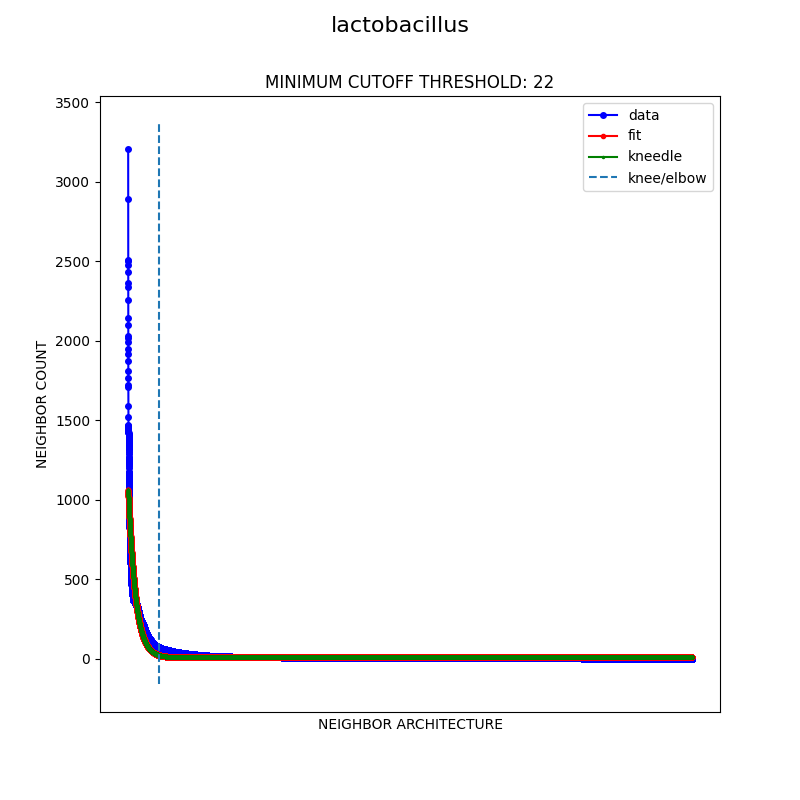 lactobacillus
MINIMUM CUTOFF THRESHOLD: 22
3500
3000
2500
2000
1500
1000
500
0
NEIGHBOR COUNT
NEIGHBOR ARCHITECTURE
data
fit
kneedle
knee/elbow